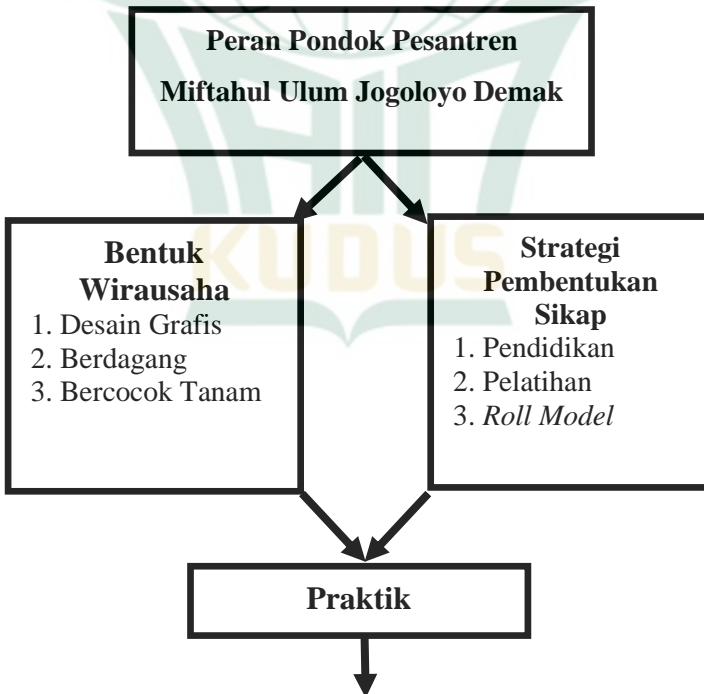 Peran Pondok Pesantren
Miftahul Ulum Jogoloyo Demak
Bentuk
Wirausaha
1. Desain Grafis
2. Berdagang
3. Bercocok Tanam
Strategi
Pembentukan
Sikap
1. Pendidikan
2. Pelatihan
3. Roll Model
KUDUS
Praktik